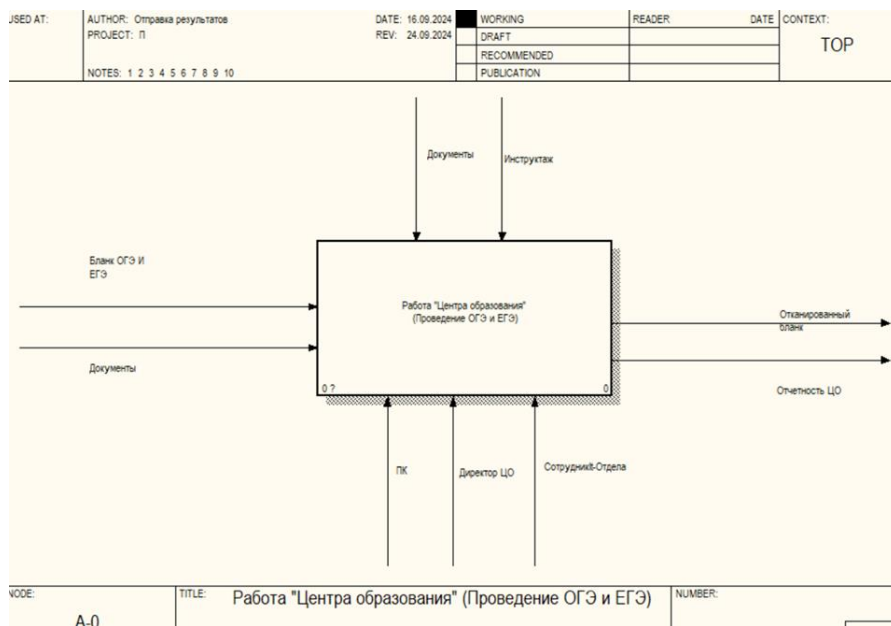 USED AT:
AUTHOR: Отправка результатов
DATE: 16.09.2024
WORKING
READER
DATE
CONTEXT:
PROJECT: П
REV: 24.09.2024
DRAFT
TOP
RECOMMENDED
NOTES: 1 2 3 4 5 6 7 8 9 10
PUBLICATION
Документы
Инструктаж
Бланк ОГЭ И
ЕГЭ
Работа "Центра образования"
(Проведение ОГЭ и ЕГЭ)
Отканированный
бланк
Документы
0 ?
0
Отчетность ЦО
ПК
Директор ЦО
Сотрудникit-Отдела
NODE:
TITLE:
Работа "Центра образования" (Проведение ОГЭ и ЕГЭ)
NUMBER:
A-0